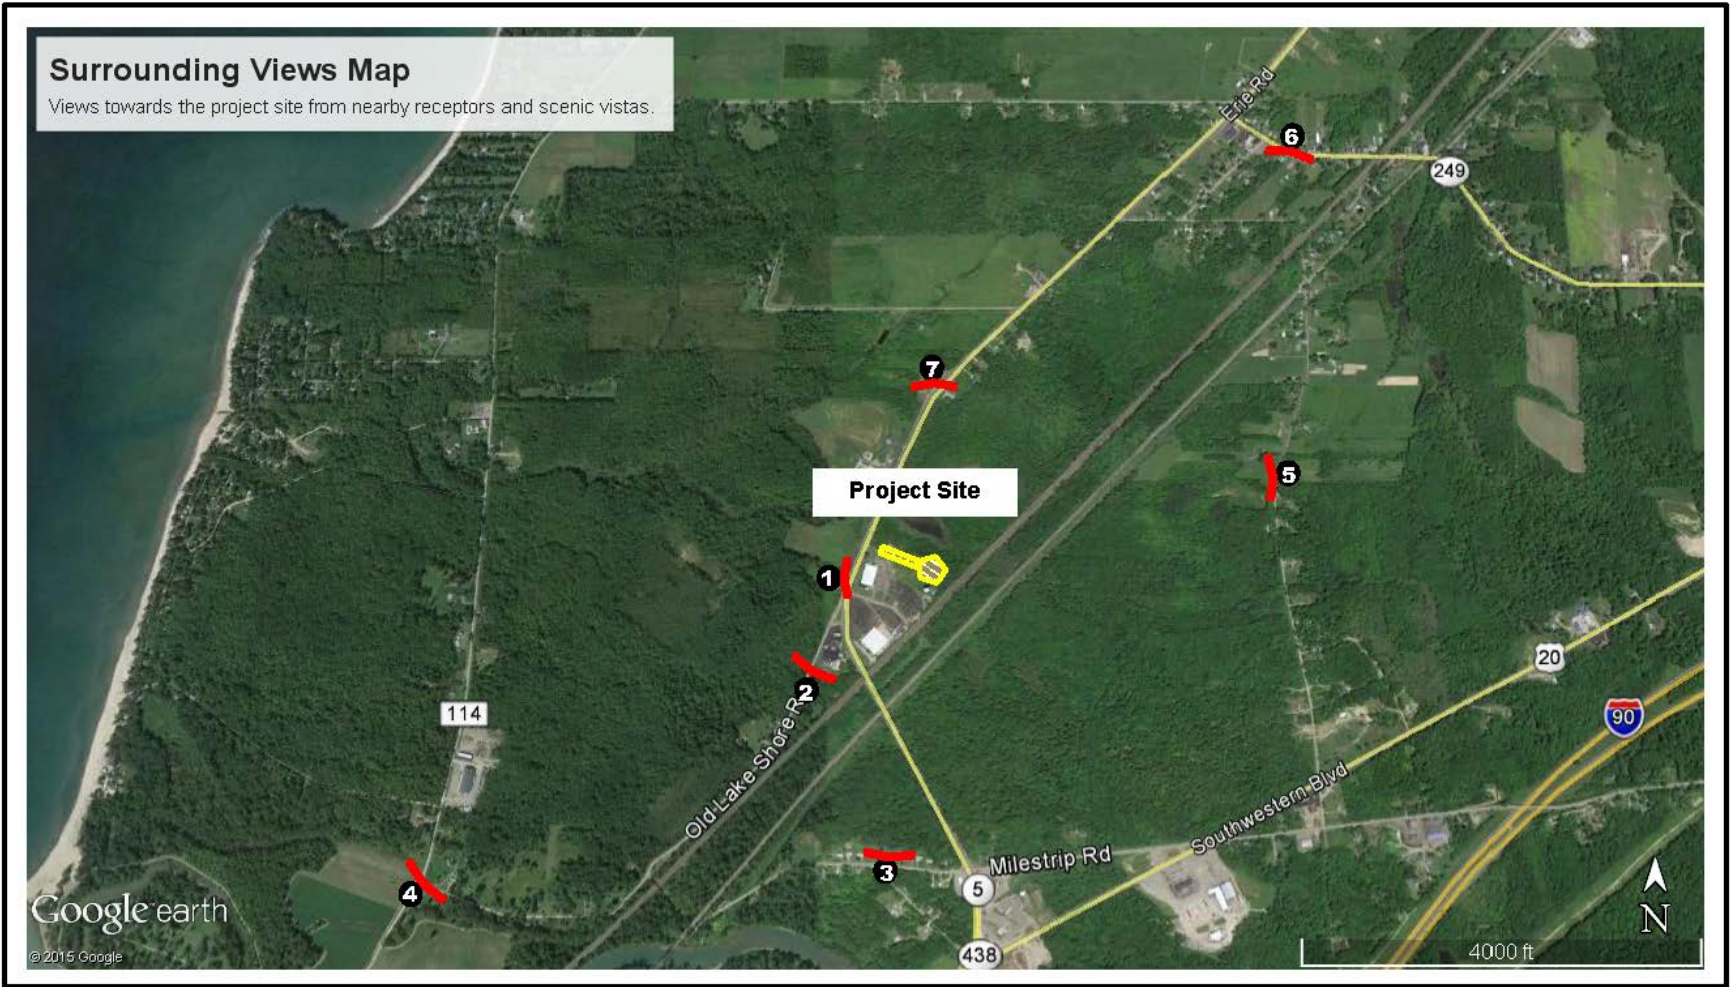 Surrounding Views Map
Views towards the project site from nearby receptors and scenic vistas.
Erie Rd
6
249
7
Project Site
5
1
20
2
114
90
Old Lake Shore R
Southwestern Blvd
Milestrip Rd
3
4
5
Google earth
N
438
4000 ft
© 2015 Google